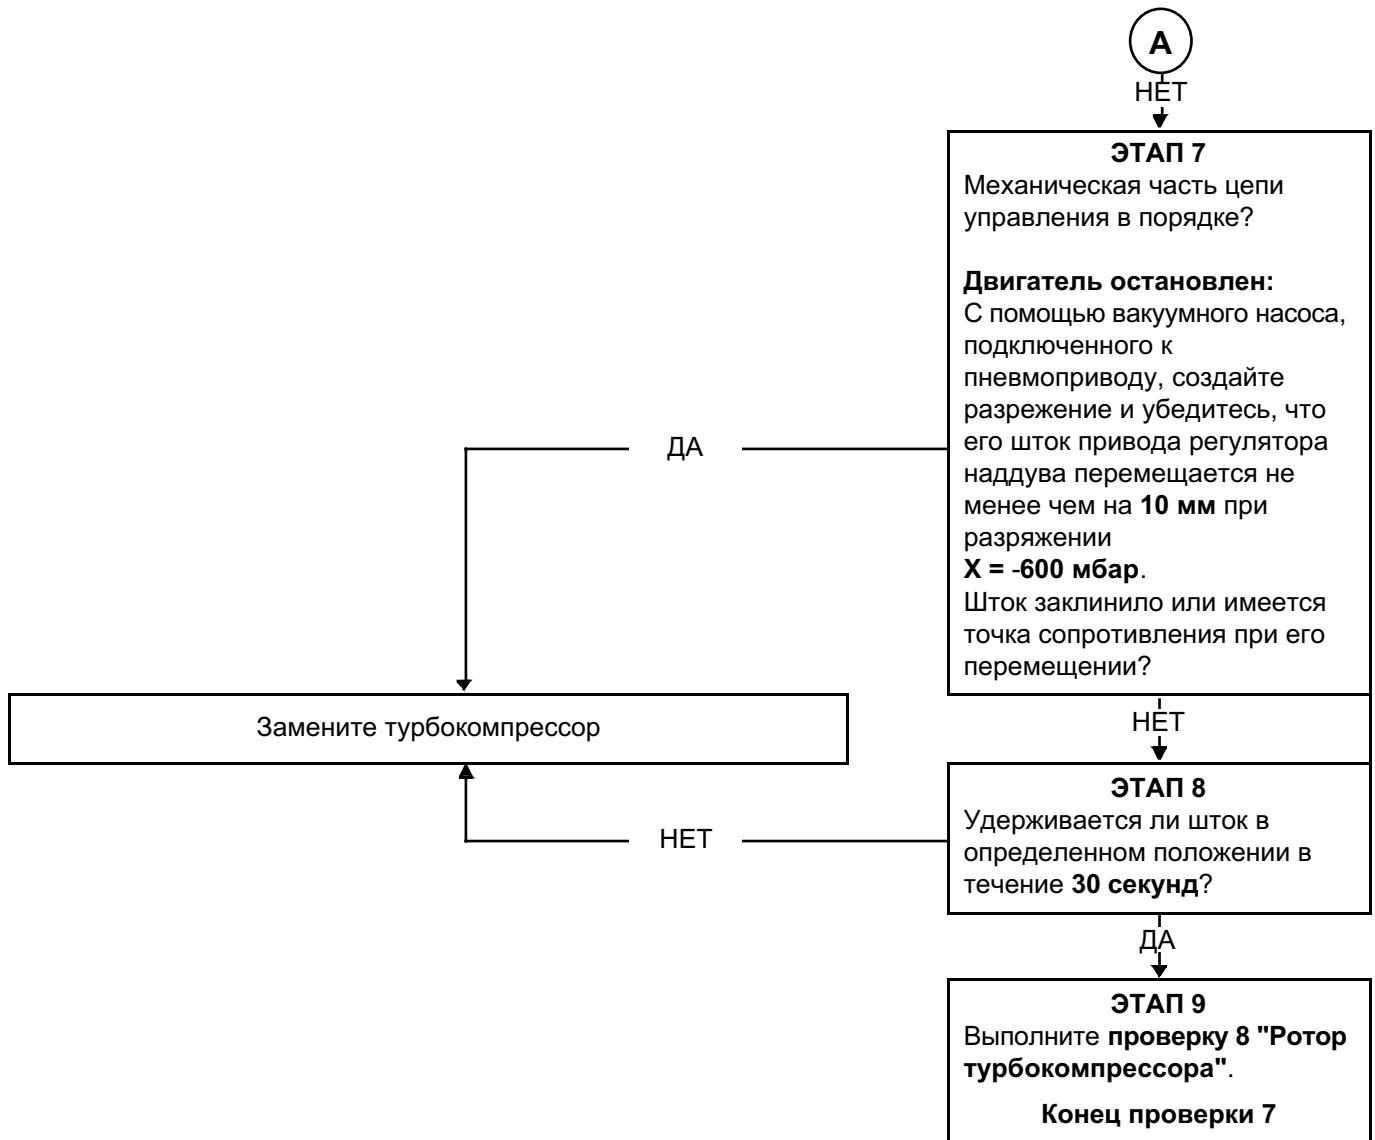 А
НЕТ
ЭТАП 7
Механическая часть цепи
управления в порядке?
Двигатель остановлен:
С помощью вакуумного насоса,
подключенного к
пневмоприводу, создайте
разрежение и убедитесь, что
его шток привода регулятора
наддува перемещается не
менее чем на 10 мм при
разряжении
X = -600 мбар.
Шток заклинило или имеется
точка сопротивления при его
перемещении?
ДА
Замените турбокомпрессор
НЕТ
ЭТАП 8
Удерживается ли шток в
определенном положении в
течение 30 секунд?
НЕТ
ДА
ЭТАП 9
Выполните проверку 8 "Ротор
турбокомпрессора".
Конец проверки 7